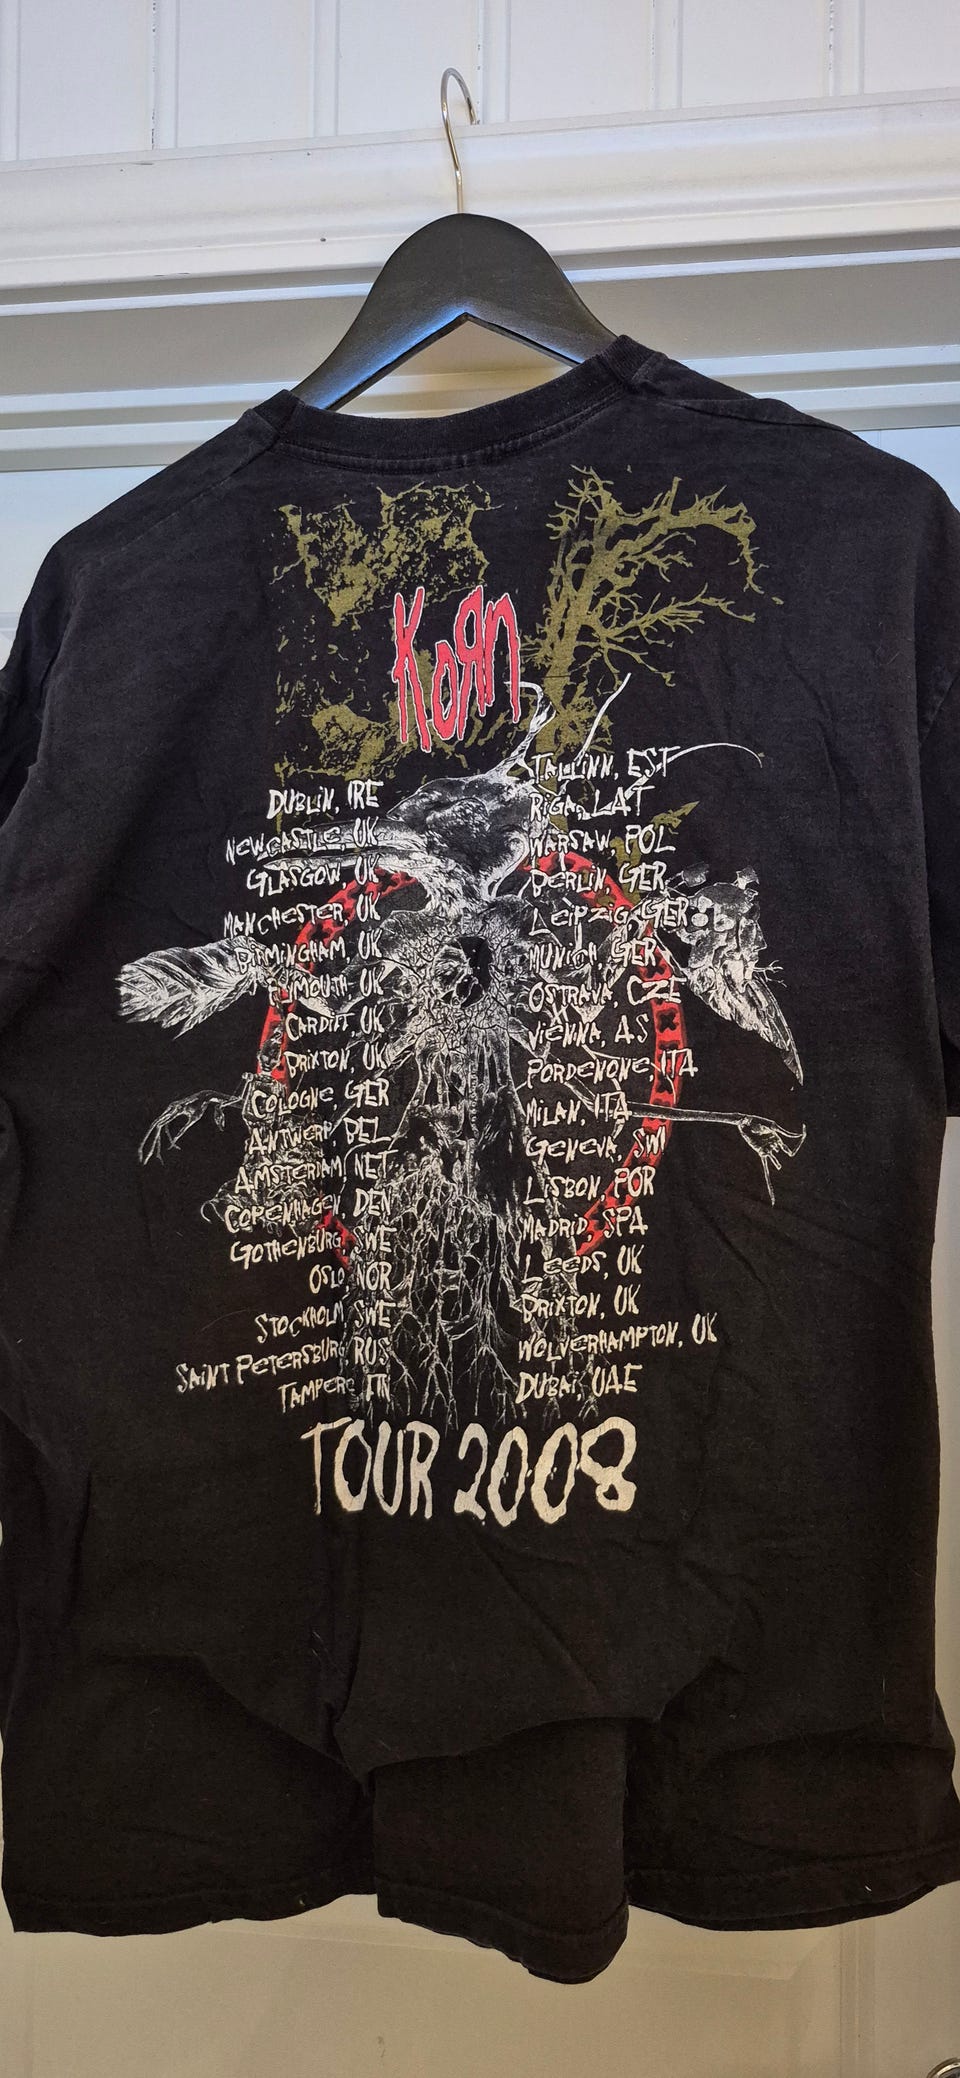 KoЯn
DUBLIN, IRE
NEWCASTLE, UK
GLASGOW, UK
MANCHESTER, UK
BIRMINGHAM, UK
PLYMOUTH, UK
CARDIFF, UK
BRIXTON, UK
COLOGNE, GER
ANTWERP, BEL
AMSTERDAM, NET
COPENHAGEN, DEN
GOTHENBURG, SWE
OSLO, NOR
STOCKHOLM, SWE
SAINT PETERSBURG, RUS
TAMPERE, FIN
TALLINN, EST
RIGA, LAT
WARSAW, POL
BERLIN, GER
LEIPZIG, GER
MUNICH, GER
OSTRAVA, CZE
VIENNA, AS
PORDENONE, ITA
MILAN, ITA
GENEVA, SWI
LISBON, POR
MADRID, SPA
LEEDS, UK
BRIXTON, UK
WOLVERHAMPTON, UK
DUBAI, UAE
TOUR 2008